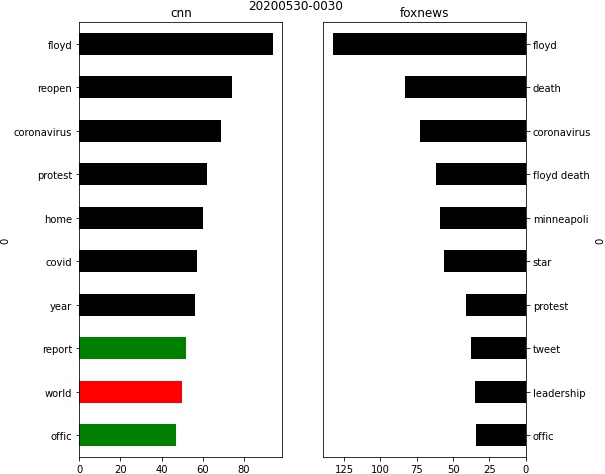 20200530-0030
cnn
foxnews
floyd
reopen
coronavirus
protest
home
covid
year
report
world
offic
0
0 20 40 60 80
floyd
death
coronavirus
floyd death
minneapoli
star
protest
tweet
leadership
offic
0
125 100 75 50 25 0